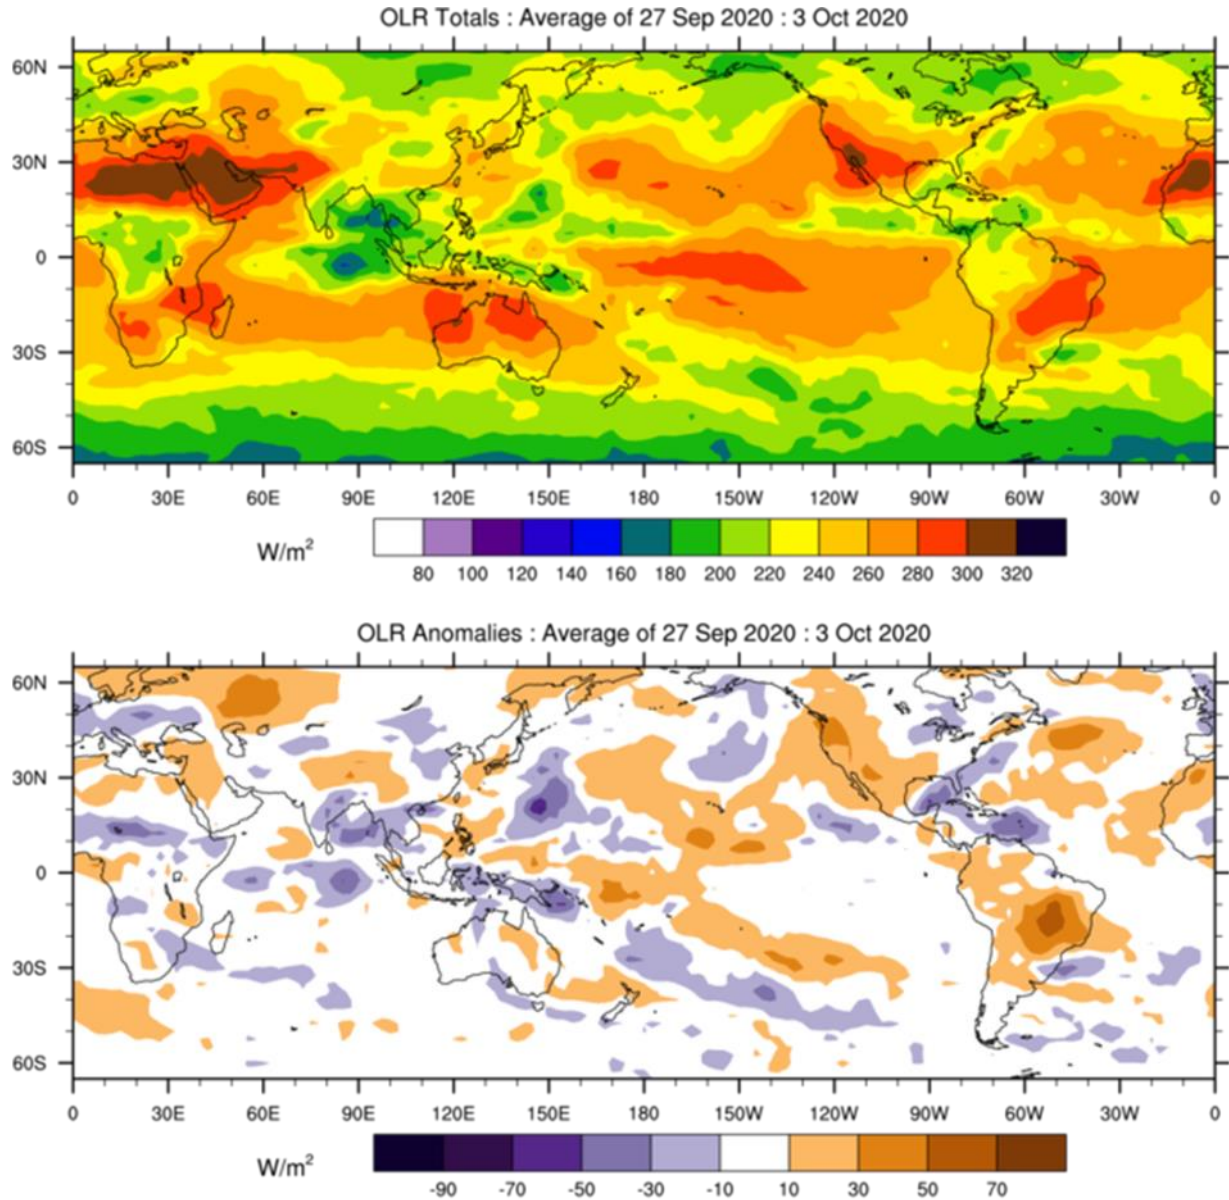 OLR Totals : Average of 27 Sep 2020 : 3 Oct 2020
60N
30N
0
30S
60S
0 30E 60E 90E 120E 150E 180 150W 120W 90W 60W 30W 0
W/m²
80 100 120 140 160 180 200 220 240 260 280 300 320
OLR Anomalies : Average of 27 Sep 2020 : 3 Oct 2020
60N
30N
0
30S
60S
0 30E 60E 90E 120E 150E 180 150W 120W 90W 60W 30W 0
W/m²
-90 -70 -50 -30 -10 10 30 50 70